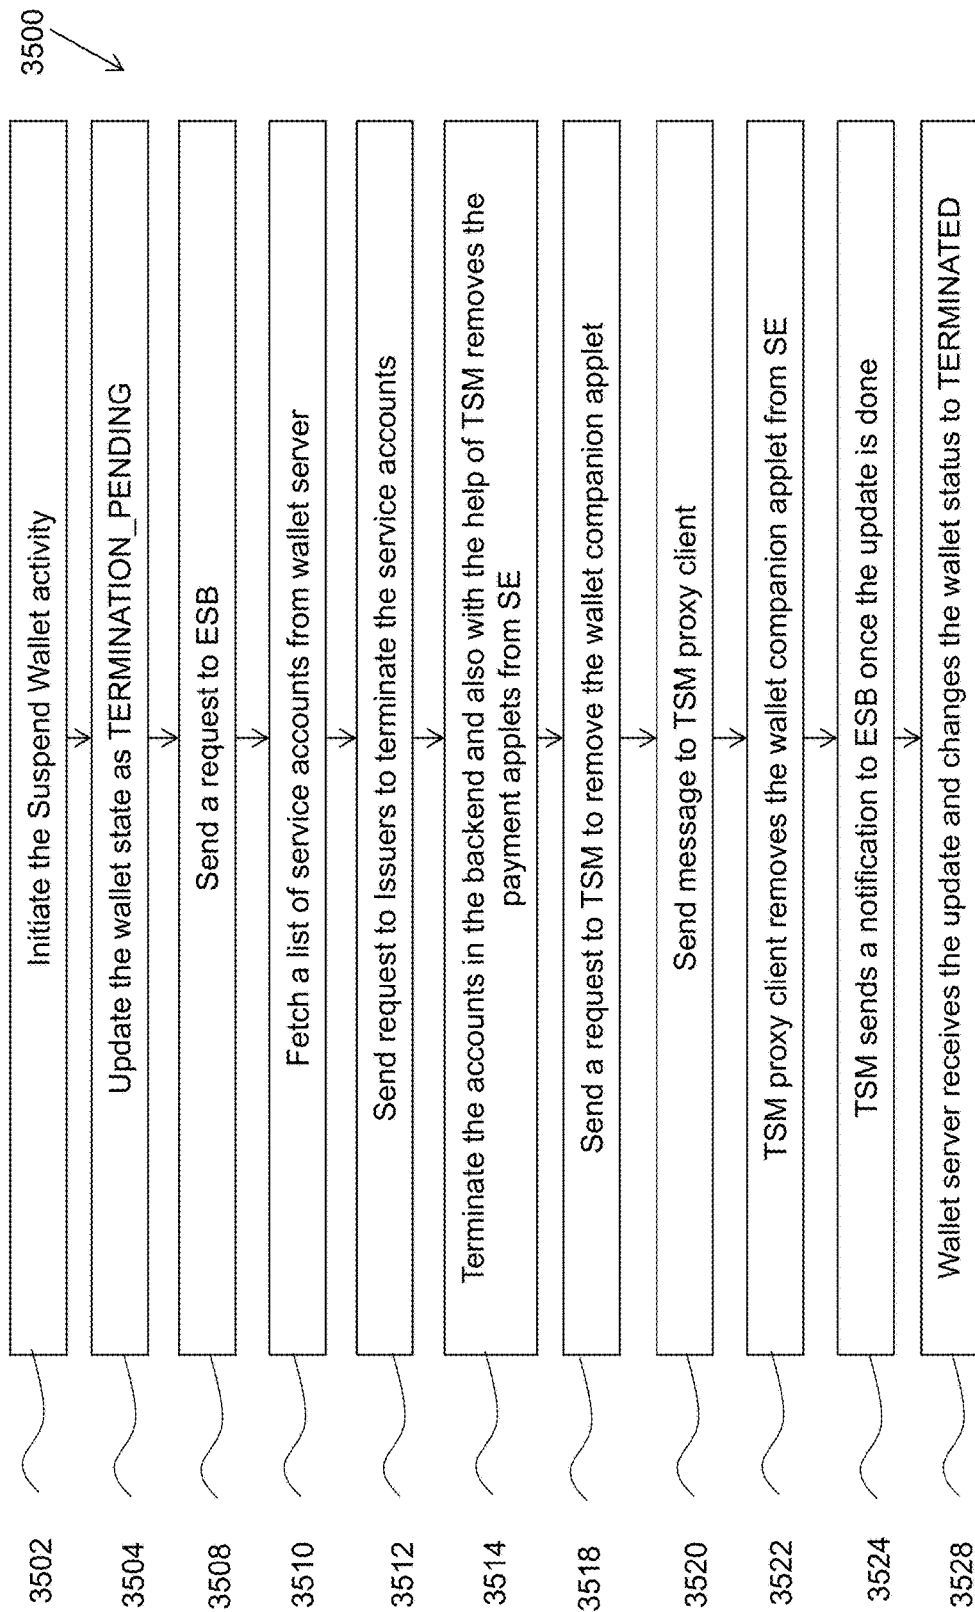 3500
3502
Initiate the Suspend Wallet activity
3504
Update the wallet state as TERMINATION_PENDING
3508
Send a request to ESB
3510
Fetch a list of service accounts from wallet server
3512
Send request to Issuers to terminate the service accounts
3514
Terminate the accounts in the backend and also with the help of TSM removes the
payment applets from SE
3518
Send a request to TSM to remove the wallet companion applet
3520
Send message to TSM proxy client
3522
TSM proxy client removes the wallet companion applet from SE
3524
TSM sends a notification to ESB once the update is done
3528
Wallet server receives the update and changes the wallet status to TERMINATED